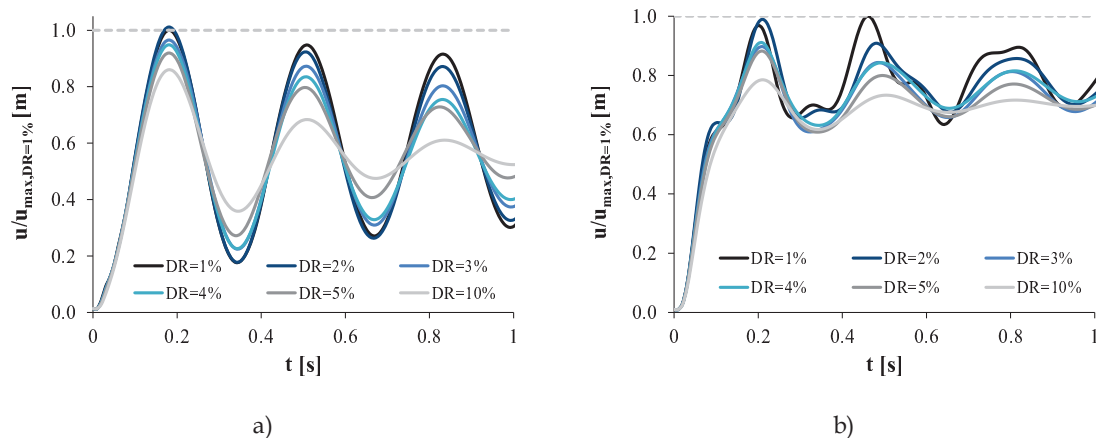 1.0
0.8
0.6
0.4
0.2
0.0
u/u_max,DR=1% [m]
DR=1% DR=2% DR=3%
DR=4% DR=5% DR=10%
0 0.2 0.4 0.6 0.8 1
t [s]
a)
1.0
0.8
0.6
0.4
0.2
0.0
u/u_max,DR=1% [m]
DR=1% DR=2% DR=3%
DR=4% DR=5% DR=10%
0 0.2 0.4 0.6 0.8 1
t [s]
b)